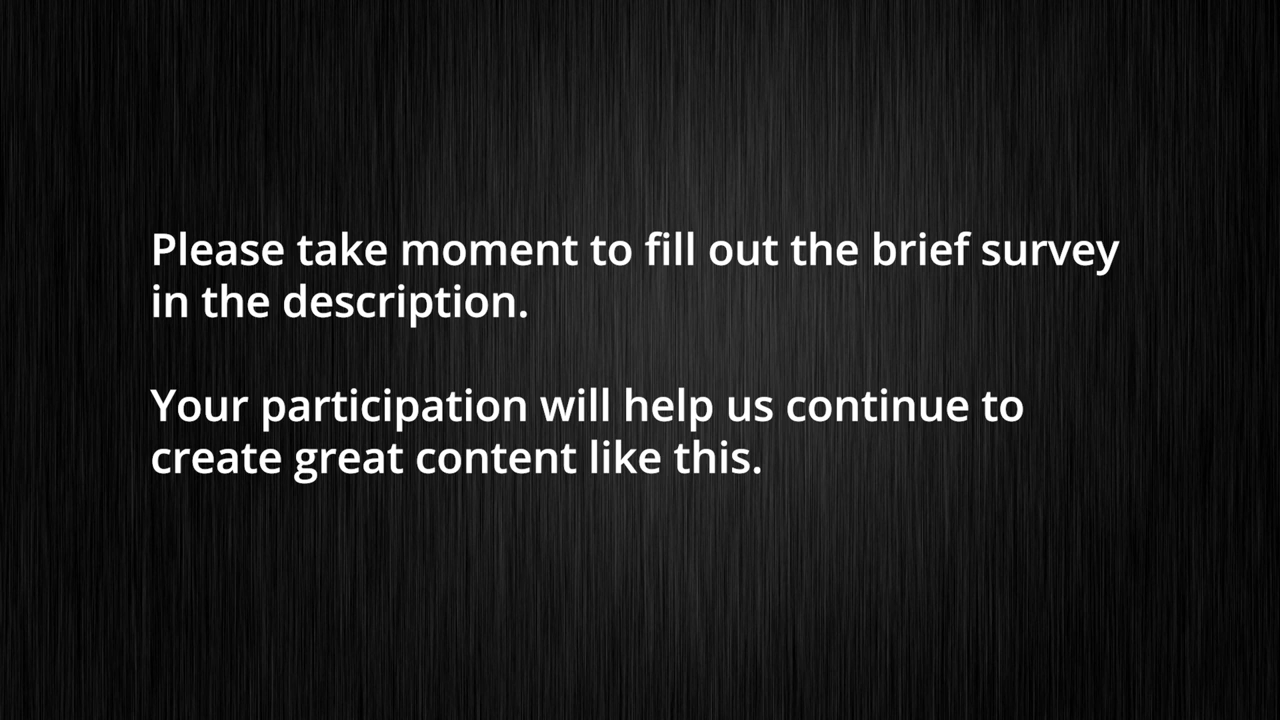 Please take moment to fill out the brief survey
in the description.
Your participation will help us continue to
create great content like this.